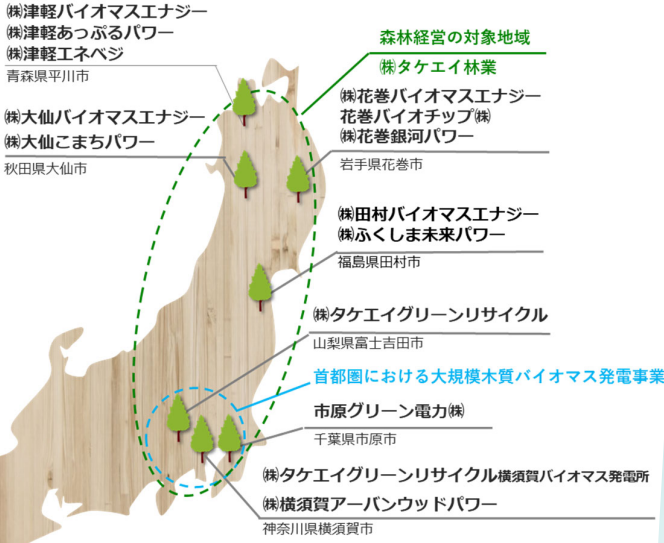 ㈱津軽バイオマスエナジー
㈱津軽あっぷるパワー
㈱津軽エネベジ
青森県平川市
森林経営の対象地域
㈱タケエイ林業
㈱大仙バイオマスエナジー
㈱大仙こまちパワー
秋田県大仙市
㈱花巻バイオマスエナジー
花巻バイオチップ㈱
㈱花巻銀河パワー
岩手県花巻市
㈱田村バイオマスエナジー
㈱ふくしま未来パワー
福島県田村市
㈱タケエイグリーンリサイクル
山梨県富士吉田市
首都圏における大規模木質バイオマス発電事業
市原グリーン電力㈱
千葉県市原市
㈱タケエイグリーンリサイクル横須賀バイオマス発電所
㈱横須賀アーバンウッドパワー
神奈川県横須賀市